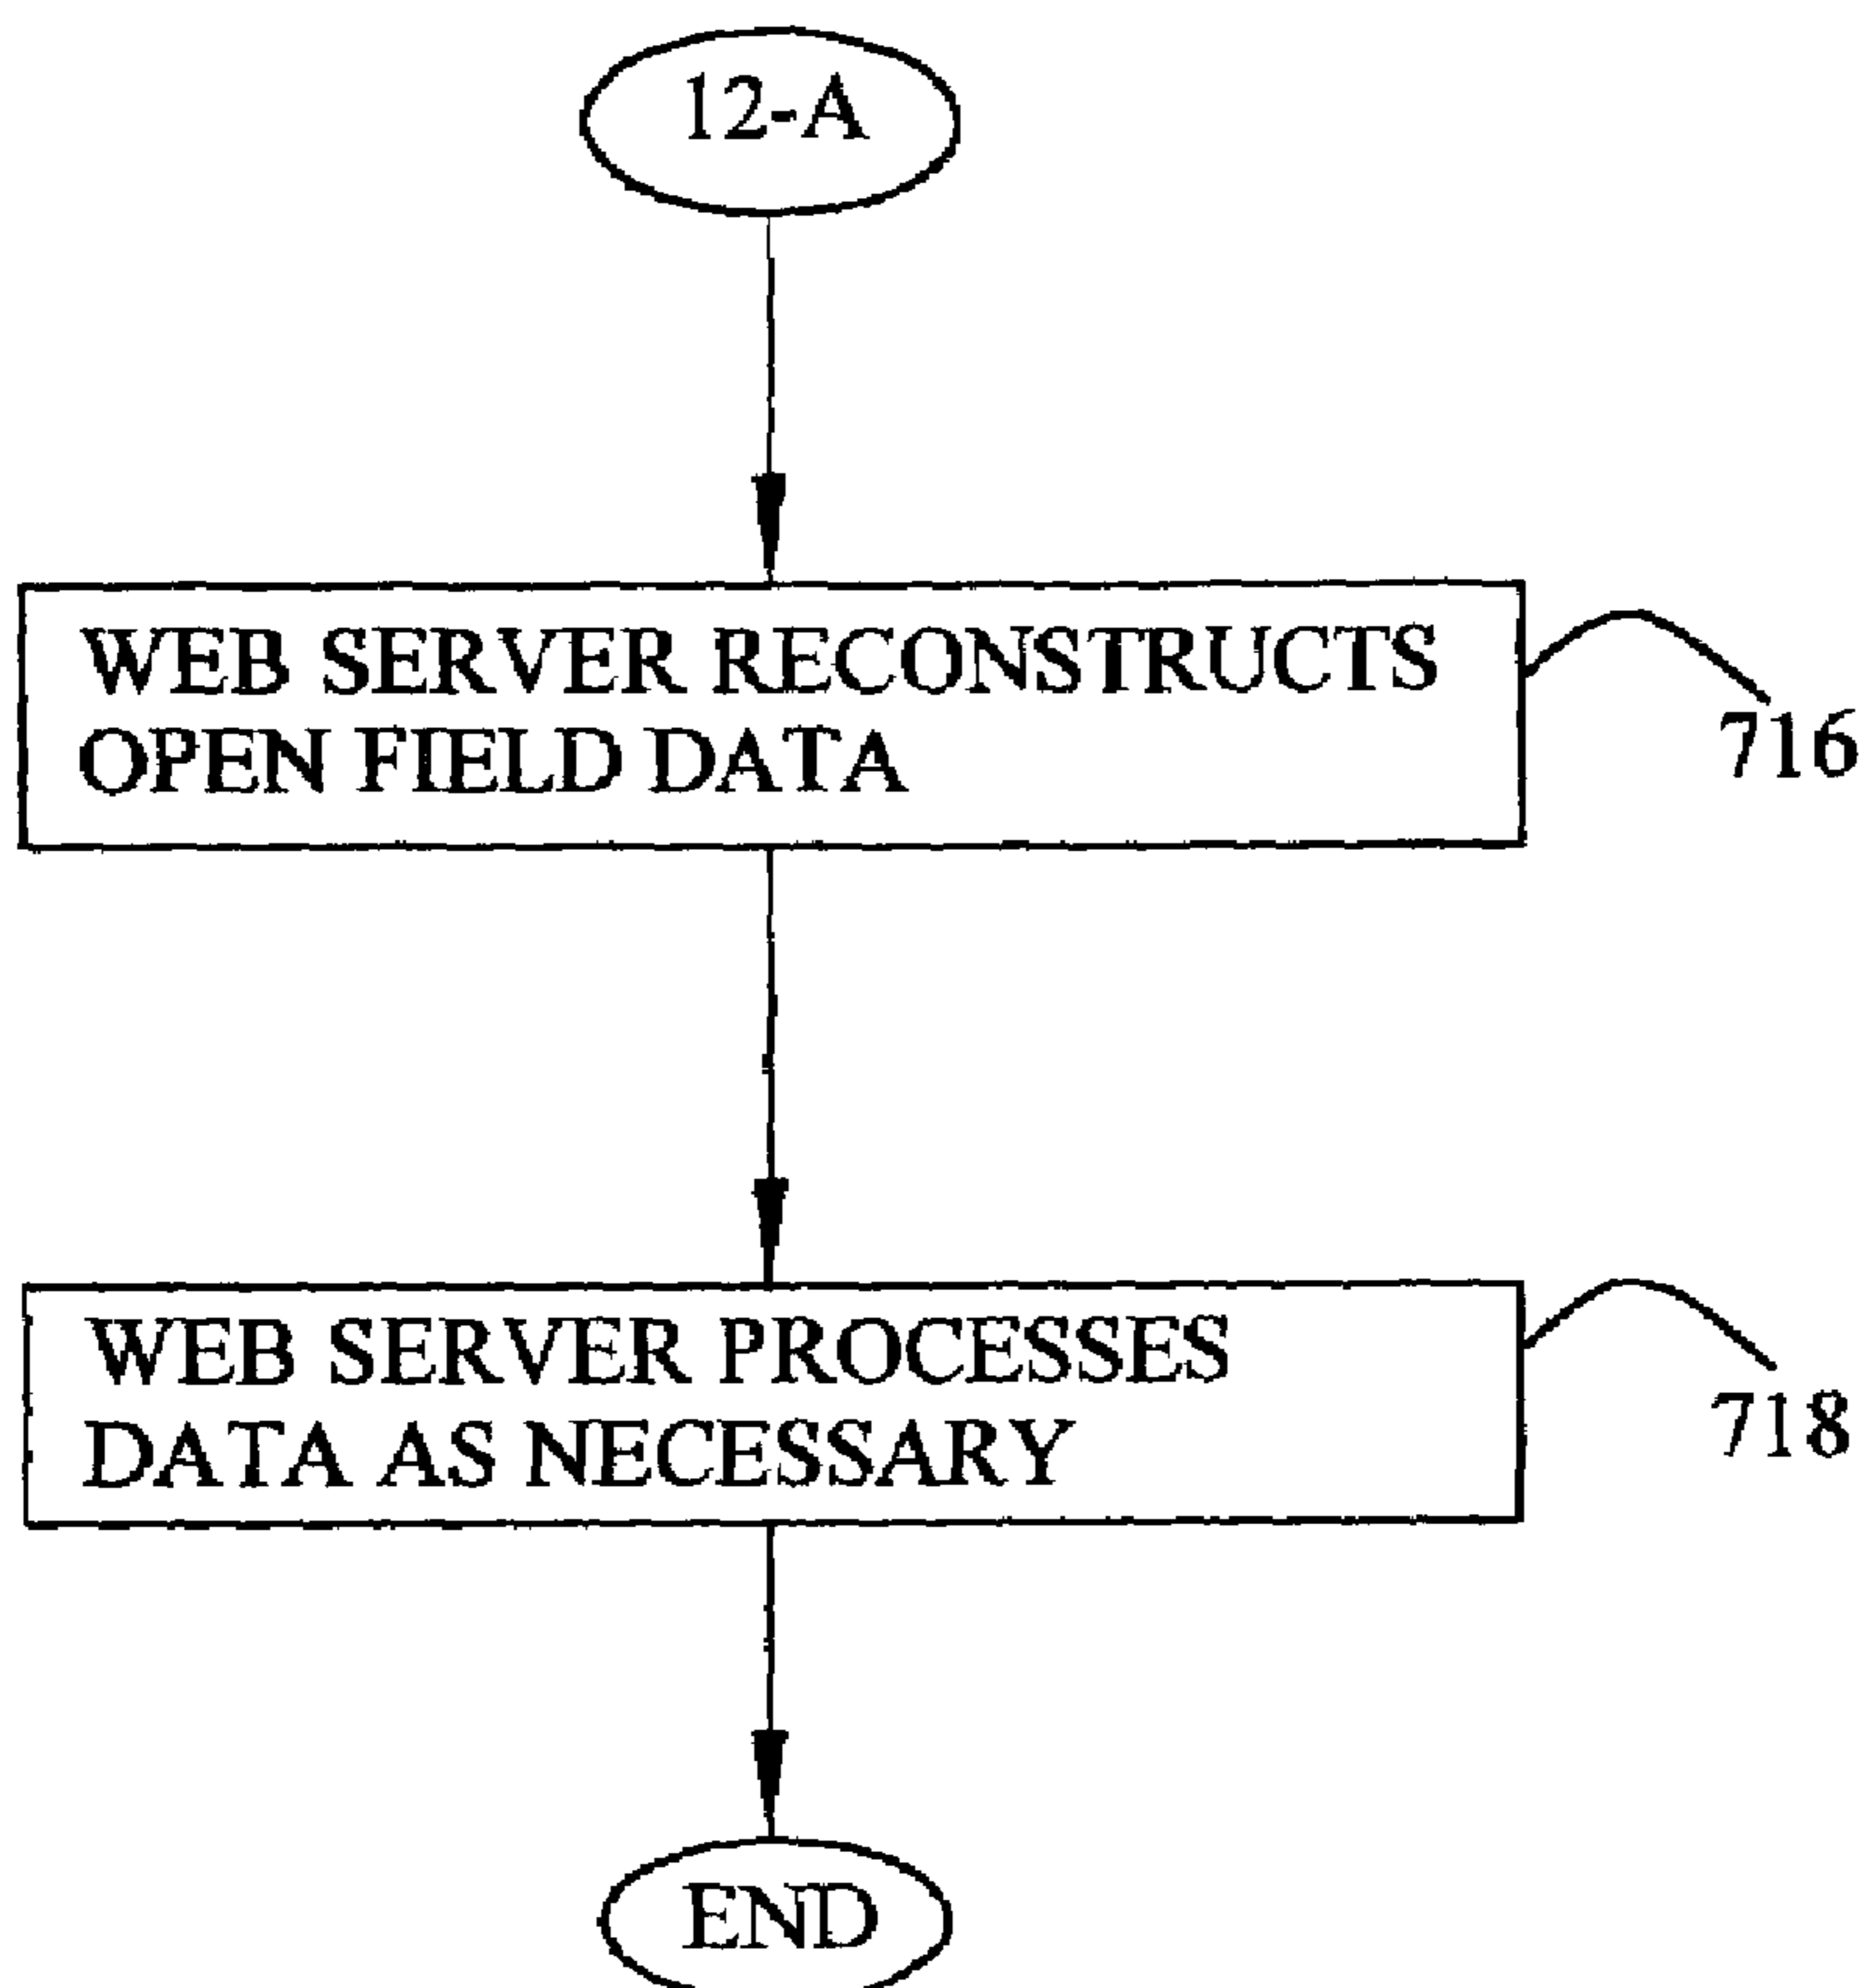 12-A
WEB SERVER RECONSTRUCTS
OPEN FIELD DATA
716
WEB SERVER PROCESSES
DATA AS NECESSARY
718
END